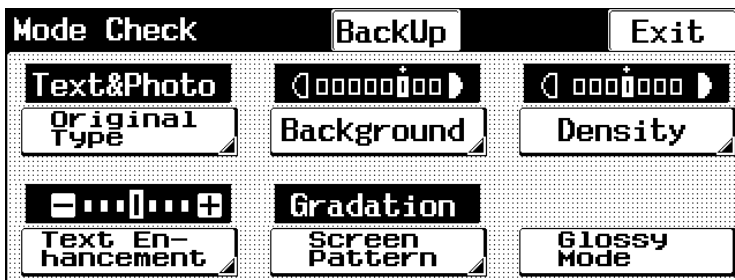 Mode Check BackUp Exit
Text&Photo
Original
Type
Background
Density
Text En-
hancement
Gradation
Screen
Pattern
Glossy
Mode